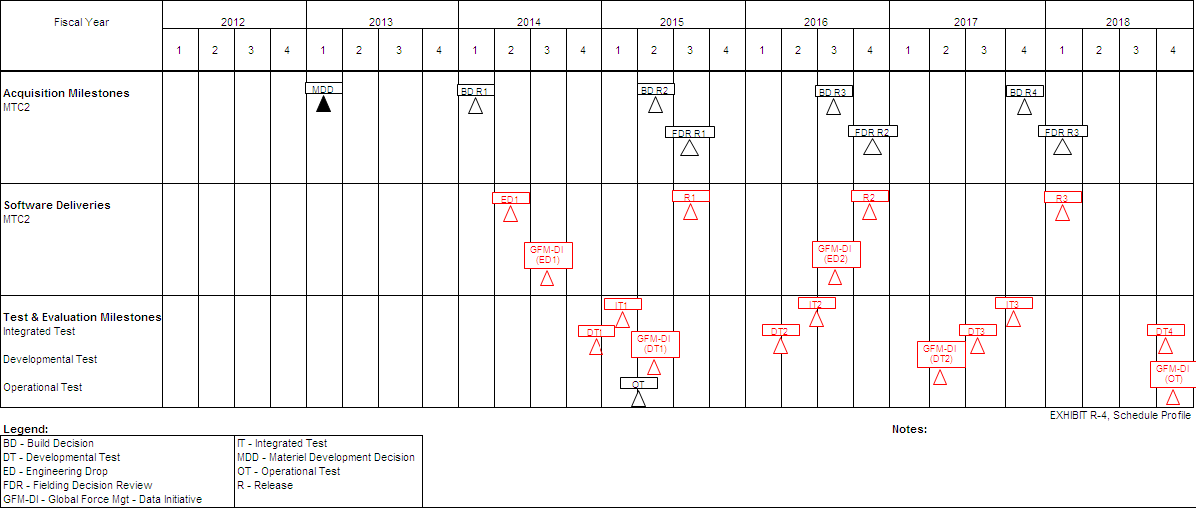 Fiscal Year 2012 2013 2014 2015 2016 2017 2018
1 2 3 4 1 2 3 4 1 2 3 4 1 2 3 4 1 2 3 4 1 2 3 4 1 2 3 4
Acquisition Milestones
MTC2
MDD
BD R1
BD R2
BD R3
BD R4
FDR R1
FDR R2
FDR R3
Software Deliveries
MTC2
ED1
R1
R2
R3
GFM-DI
(ED1)
GFM-DI
(ED2)
Test & Evaluation Milestones
Integrated Test
Developmental Test
Operational Test
IT1
IT2
IT3
DT1
DT2
DT3
DT4
GFM-DI
(DT1)
GFM-DI
(DT2)
GFM-DI
(OT)
OT
EXHIBIT R-4, Schedule Profile
Legend:
Notes:
BD - Build Decision
DT - Developmental Test
ED - Engineering Drop
FDR - Fielding Decision Review
GFM-DI - Global Force Mgt - Data Initiative
IT - Integrated Test
MDD - Materiel Development Decision
OT - Operational Test
R - Release